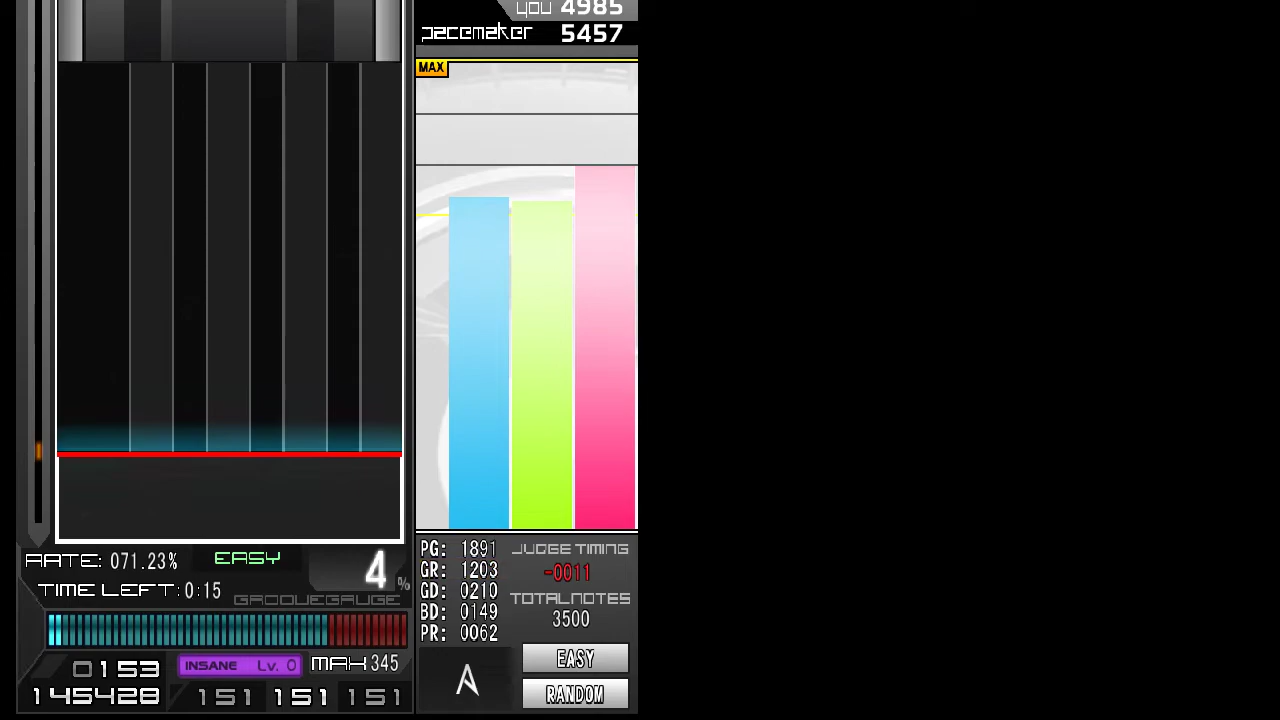 you 4985
pacemaker 5457
MAX
RATE: 071.23% EASY 4 %
TIME LEFT: 0:15
GROOVEGAUGE
0153 INSANE Lv. 0 MAX 345
145428 151 151 151
PG: 1891
GR: 1203
GD: 0210
BD: 0149
PR: 0062
JUDGE TIMING
-0011
TOTALNOTES
3500
A
EASY
RANDOM